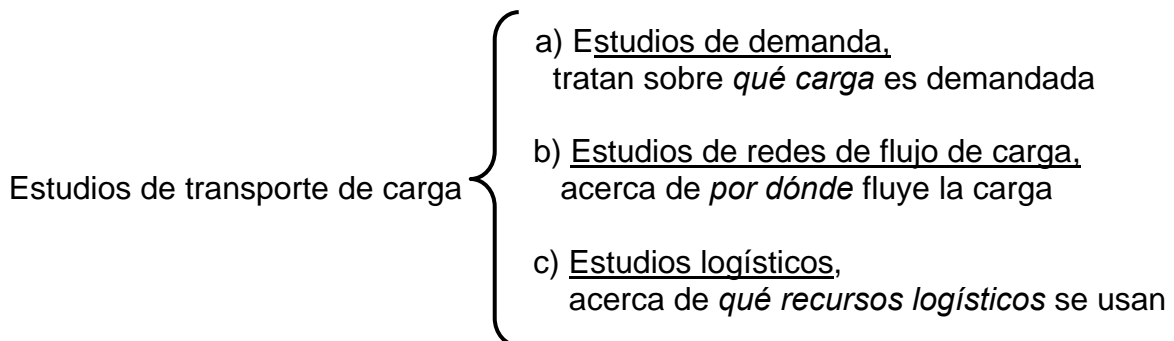 Estudios de transporte de carga
a) Estudios de demanda,
tratan sobre qué carga es demandada
b) Estudios de redes de flujo de carga,
acerca de por dónde fluye la carga
c) Estudios logísticos,
acerca de qué recursos logísticos se usan